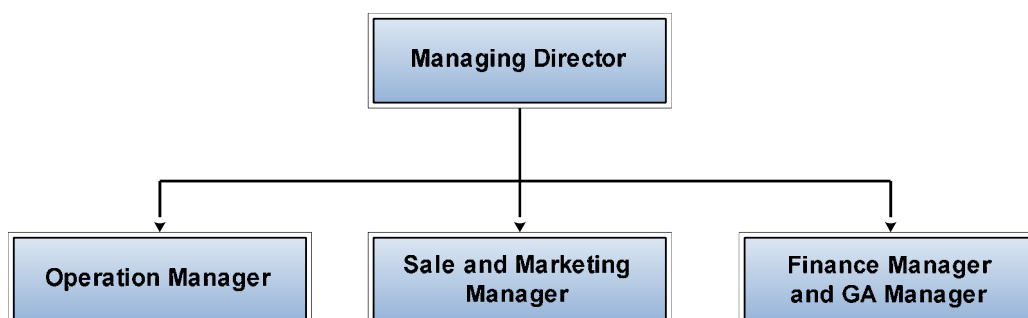 Managing Director
Operation Manager
Sale and Marketing
Manager
Finance Manager
and GA Manager